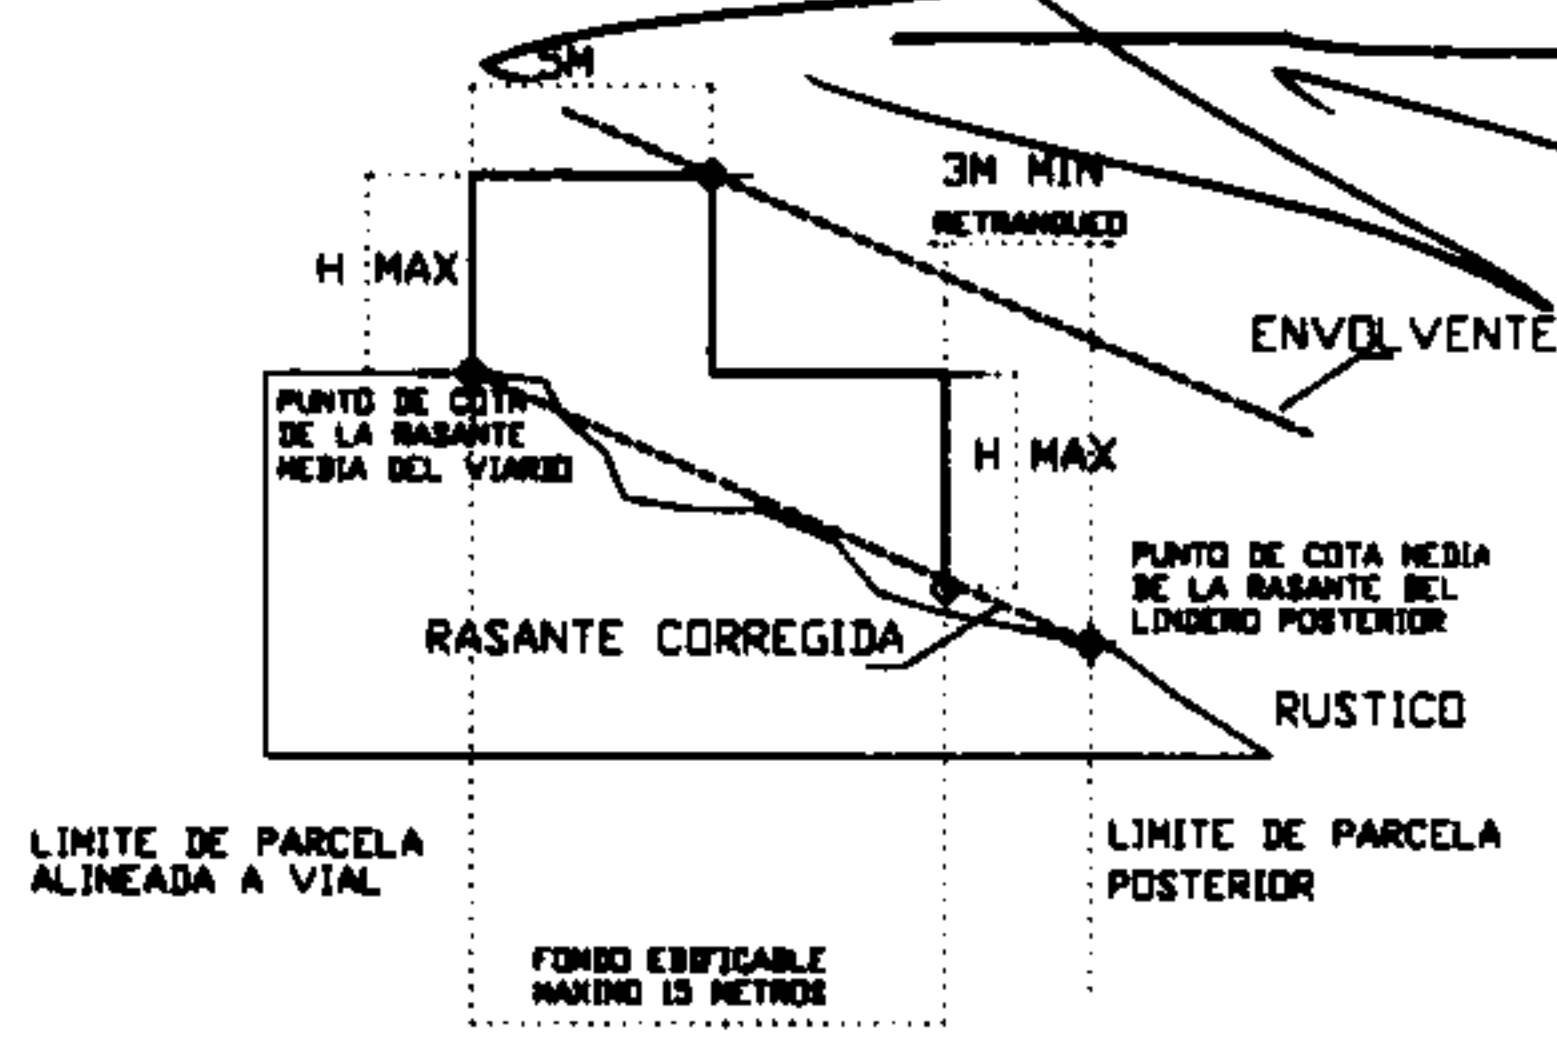 5M
3M MIN
RETRANQUEO
H MAX
ENVOLVENTE
PUNTO DE COTA
DE LA RASANTE
MEDIA DEL VIARIO
H MAX
PUNTO DE COTA MEDIA
DE LA RASANTE DEL
LINDERO POSTERIOR
RASANTE CORREGIDA
RUSTICO
LIMITE DE PARCELA
ALINEADA A VIAL
LIMITE DE PARCELA
POSTERIOR
FONDO EDIFICABLE
MAXIMO 15 METROS